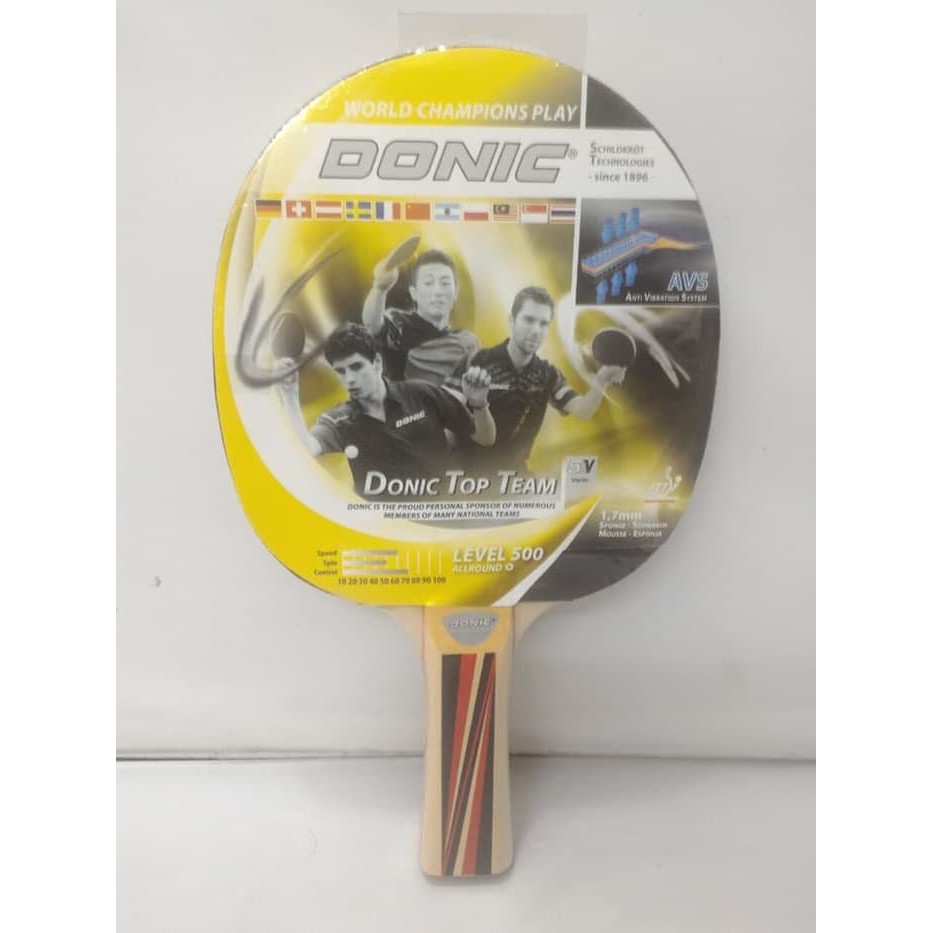 WORLD CHAMPIONS PLAY
DONIC®
SCHILDKRÖT
TECHNOLOGIES
- since 1896 -
AVS
ANTI VIBRATION SYSTEM
DONIC
DONIC
DONIC TOP TEAM
DONIC IS THE PROUD PERSONAL SPONSOR OF NUMEROUS
MEMBERS OF MANY NATIONAL TEAMS
1,7mm
SPONGE - SCHWAMM
MOUSSE - ESPONJA
Speed
Spin
Control
10 20 30 40 50 60 70 80 90 100
LEVEL 500
ALLROUND
DONIC